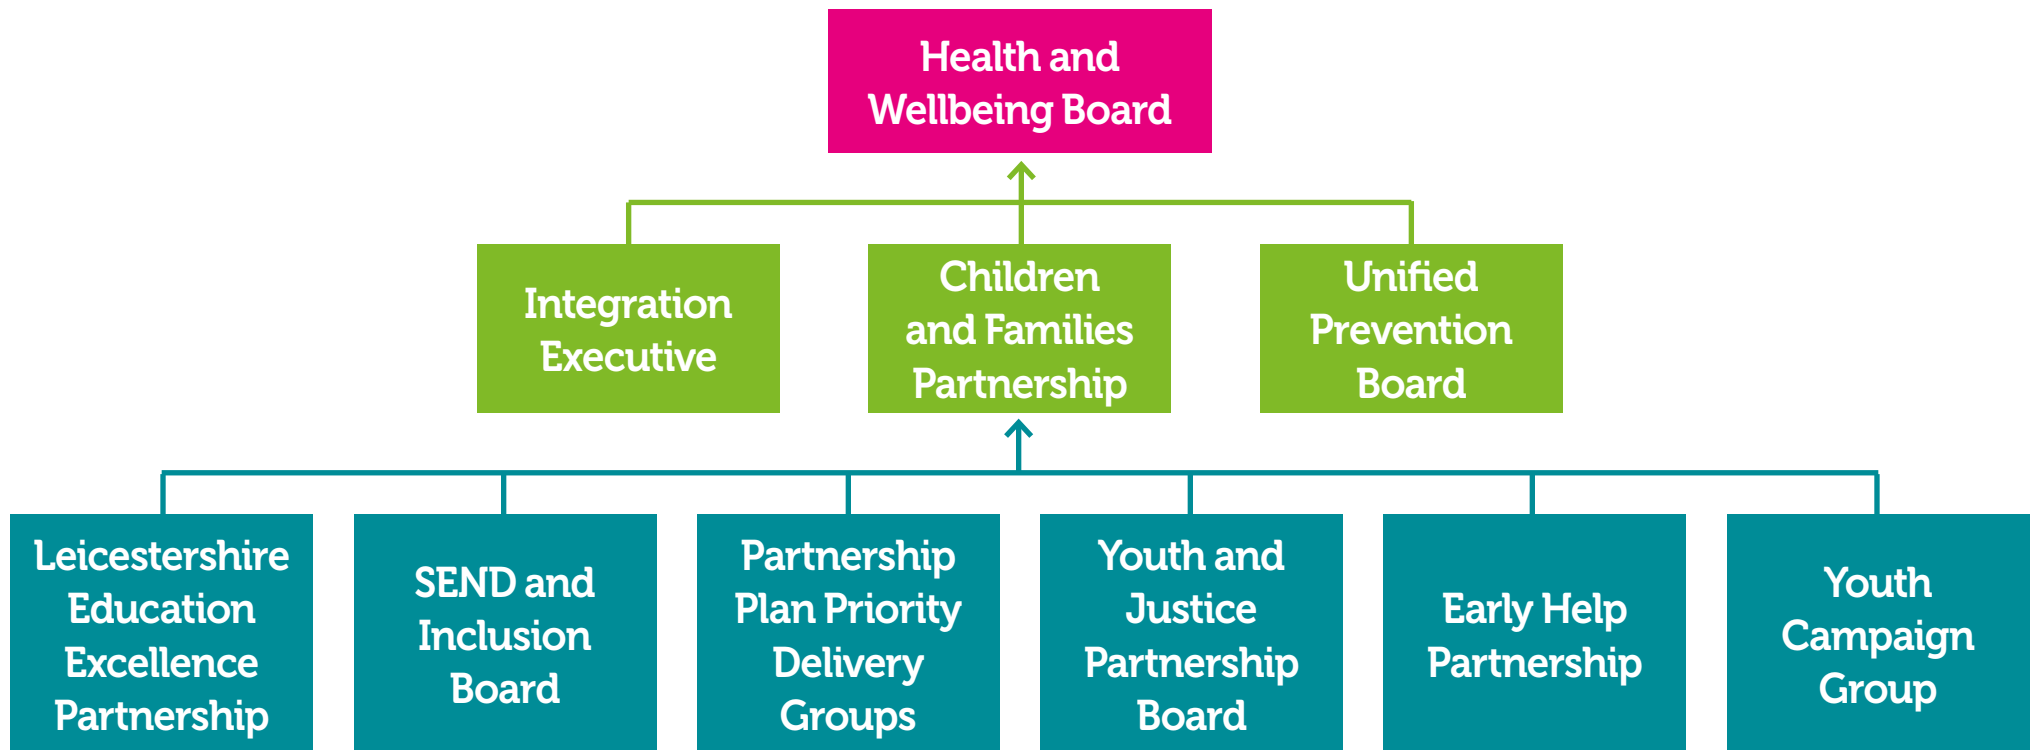 Health and
Wellbeing Board
Integration
Executive
Children
and Families
Partnership
Unified
Prevention
Board
Leicestershire
Education
Excellence
Partnership
SEND and
Inclusion
Board
Partnership
Plan Priority
Delivery
Groups
Youth and
Justice
Partnership
Board
Early Help
Partnership
Youth
Campaign
Group